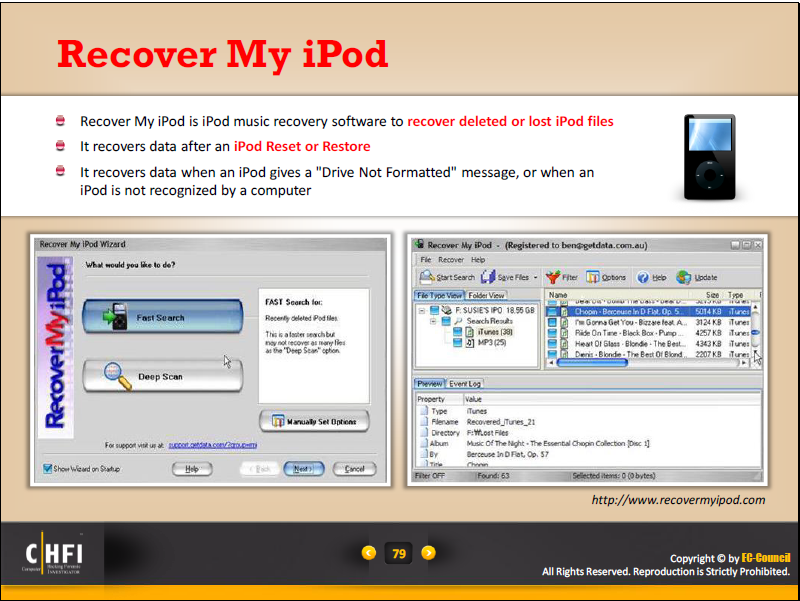 Recover My iPod
Recover My iPod is iPod music recovery software to recover deleted or lost iPod files
It recovers data after an iPod Reset or Restore
It recovers data when an iPod gives a "Drive Not Formatted" message, or when an
iPod is not recognized by a computer
Recover My iPod Wizard
What would you like to do?
RecoverMyiPod
Fast Search
Deep Scan
FAST Search for:
Recently deleted iPod files.
This is a faster search but
may not recover as many files
as the "Deep Scan" option.
Manually Set Options
For support visit us at:
Show Wizard on Startup
Help
< Back
Next >
Cancel
Recover My iPod - (Registered to ben@getdata.com.au)
File Recover Help
Start Search Save Files Filter Options Help Update
File Type View Folder View
F: SUSIE'S IPO 18.55 GB
Search Results
iTunes (38)
MP3 (25)
Name Size Type
Chopin - Berceuse In D Flat, Op. 5... 5014 KB iTunes
I'm Gonna Get You - Bizzare feat. A... 3124 KB iTunes
Ride On Time - Black Box - Pump ... 4257 KB iTunes
Heart Of Glass - Blondie - The Best... 4343 KB iTunes
Denis - Blondie - The Best Of Blond... 2207 KB iTunes
Preview Event Log
Property Value
Type iTunes
Filename Recovered_iTunes_21
Directory F:\Lost Files
Album Music Of The Night - The Essential Chopin Collection [Disc 1]
By Berceuse In D Flat, Op. 57
Title Chopin
Filter OFF Found: 63 Selected items: 0 (0 bytes)
http://www.recovermyipod.com
CHFI
Computer Hacking Forensic
INVESTIGATOR
79
Copyright © by EC-Council
All Rights Reserved. Reproduction is Strictly Prohibited.